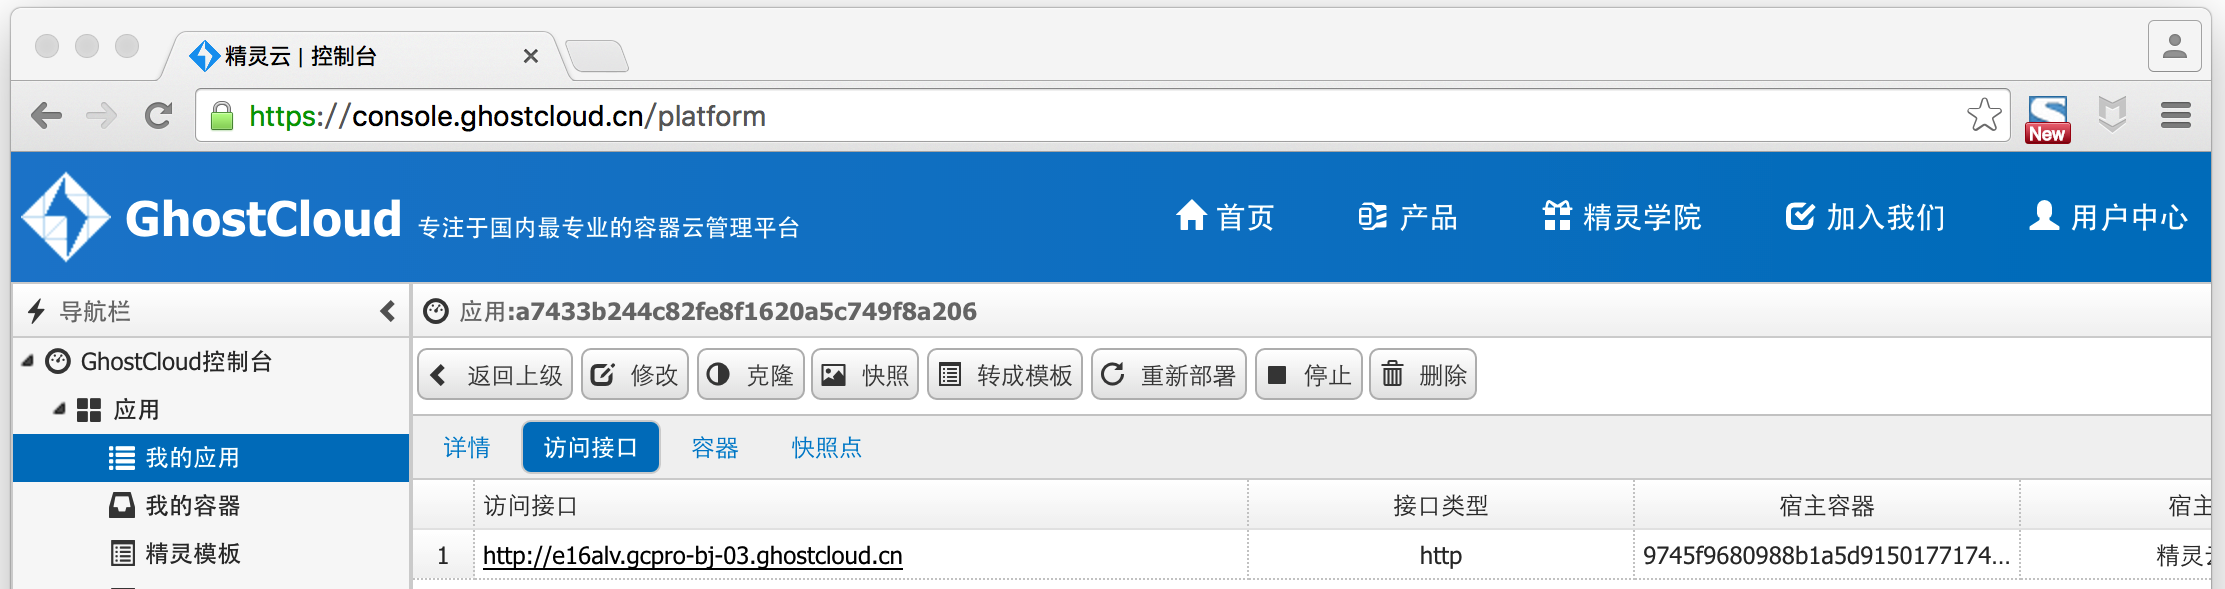 精灵云 | 控制台
https://console.ghostcloud.cn/platform
New
GhostCloud 专注于国内最专业的容器云管理平台
首页 产品 精灵学院 加入我们 用户中心
导航栏
应用:a7433b244c82fe8f1620a5c749f8a206
GhostCloud控制台
返回上级 修改 克隆 快照 转成模板 重新部署 停止 删除
应用
详情 访问接口 容器 快照点
我的应用
访问接口 接口类型 宿主容器 宿主
我的容器
1 http://e16alv.gcpro-bj-03.ghostcloud.cn http 9745f9680988b1a5d9150177174... 精灵
精灵模板